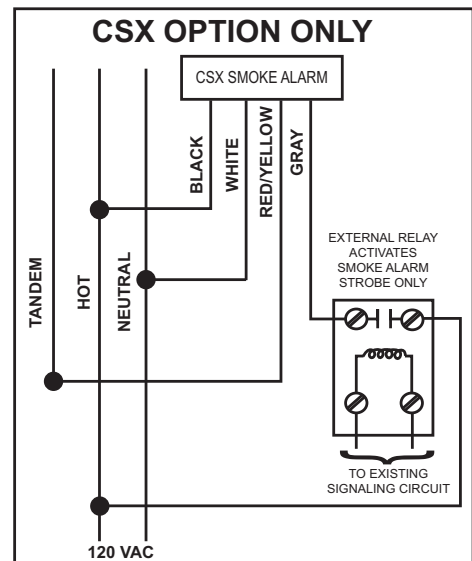 CSX OPTION ONLY
CSX SMOKE ALARM
BLACK
WHITE
RED/YELLOW
GRAY
TANDEM
HOT
NEUTRAL
EXTERNAL RELAY
ACTIVATES
SMOKE ALARM
STROBE ONLY
TO EXISTING
SIGNALING CIRCUIT
120 VAC